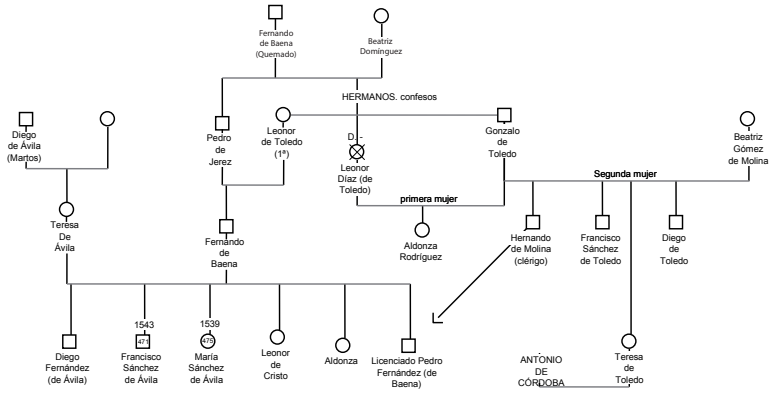 Fernando
de Baena
(Quemado)
Beatriz
Domínguez
HERMANOS. confesos
Diego
de Ávila
(Martos)
Pedro
de
Jerez
Leonor
de Toledo
(1ª)
D. -
Leonor
Díaz (de
Toledo)
Gonzalo
de
Toledo
Beatriz
Gómez
de Molina
Segunda mujer
primera mujer
Teresa
De
Ávila
Fernando
de
Baena
Aldonza
Rodríguez
Hernando
de Molina
(clérigo)
Francisco
Sánchez
de Toledo
Diego
de
Toledo
1543
1539
471
475
Diego
Fernández
(de Ávila)
Francisco
Sánchez
de Ávila
María
Sánchez
de Ávila
Leonor
de
Cristo
Aldonza
Licenciado Pedro
Fernández (de
Baena)
ANTONIO
DE
CÓRDOBA
Teresa
de
Toledo